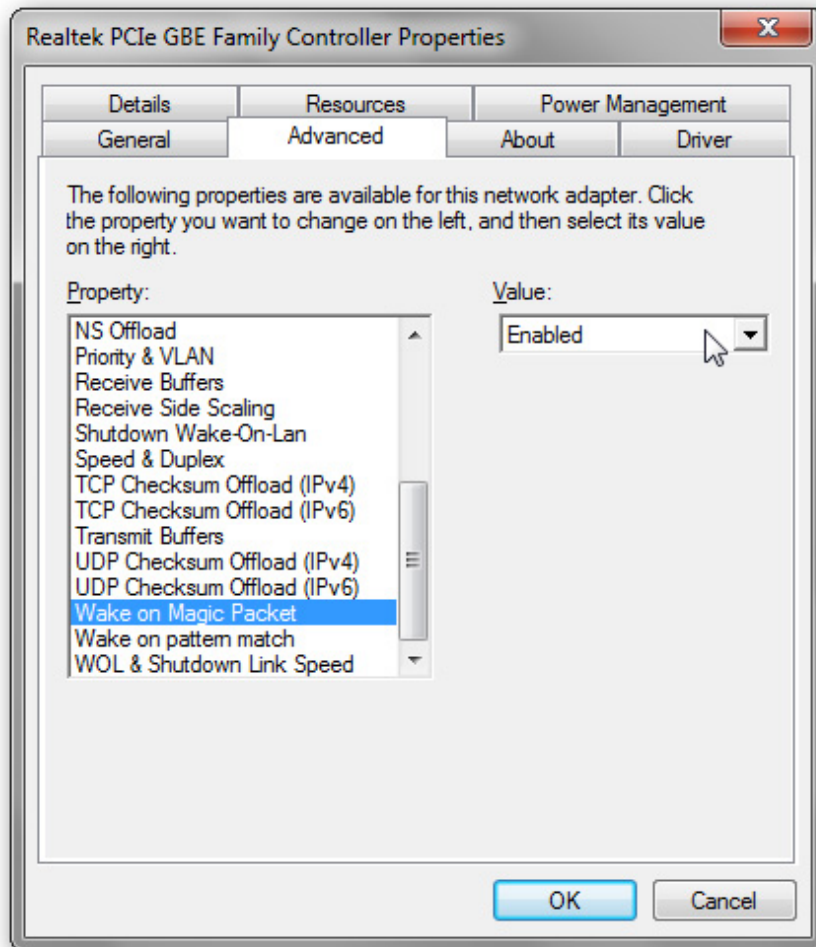 Realtek PCIe GBE Family Controller Properties
Details Resources Power Management
General Advanced About Driver
The following properties are available for this network adapter. Click
the property you want to change on the left, and then select its value
on the right.
Property:
Value:
NS Offload
Priority & VLAN
Receive Buffers
Receive Side Scaling
Shutdown Wake-On-Lan
Speed & Duplex
TCP Checksum Offload (IPv4)
TCP Checksum Offload (IPv6)
Transmit Buffers
UDP Checksum Offload (IPv4)
UDP Checksum Offload (IPv6)
Wake on Magic Packet
Wake on pattern match
WOL & Shutdown Link Speed
Enabled
OK Cancel